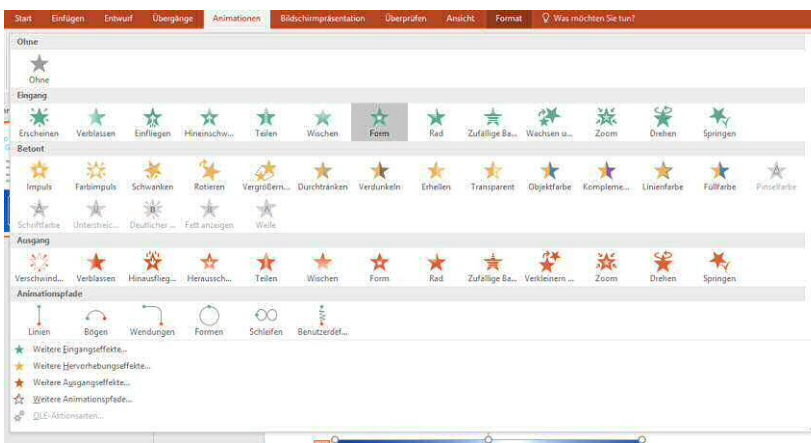 Start Einfügen Entwurf Übergänge Animationen Bildschirmpräsentation Überprüfen Ansicht Format Was möchten Sie tun?
Ohne
Ohne
Eingang
Erscheinen Verblassen Einfliegen Hineinschw... Teilen Wischen Form Rad Zufällige Ba... Wachsen u... Zoom Drehen Springen
Betont
Impuls Farbimpuls Schwanken Rotieren Vergrößern... Durchtränken Verdunkeln Erhellen Transparent Objektfarbe Kompleme... Linienfarbe Füllfarbe Pinselfarbe
Schriftfarbe Unterstreic... Deutlicher ... Fett anzeigen Welle
Ausgang
Verschwind... Verblassen Hinausflieg... Heraussch... Teilen Wischen Form Rad Zufällige Ba... Verkleinern ... Zoom Drehen Springen
Animationspfade
Linien Bögen Wendungen Formen Schleifen Benutzerdef...
Weitere Eingangseffekte...
Weitere Hervorhebungseffekte...
Weitere Ausgangseffekte...
Weitere Animationspfade...
OLE-Aktionsarten...